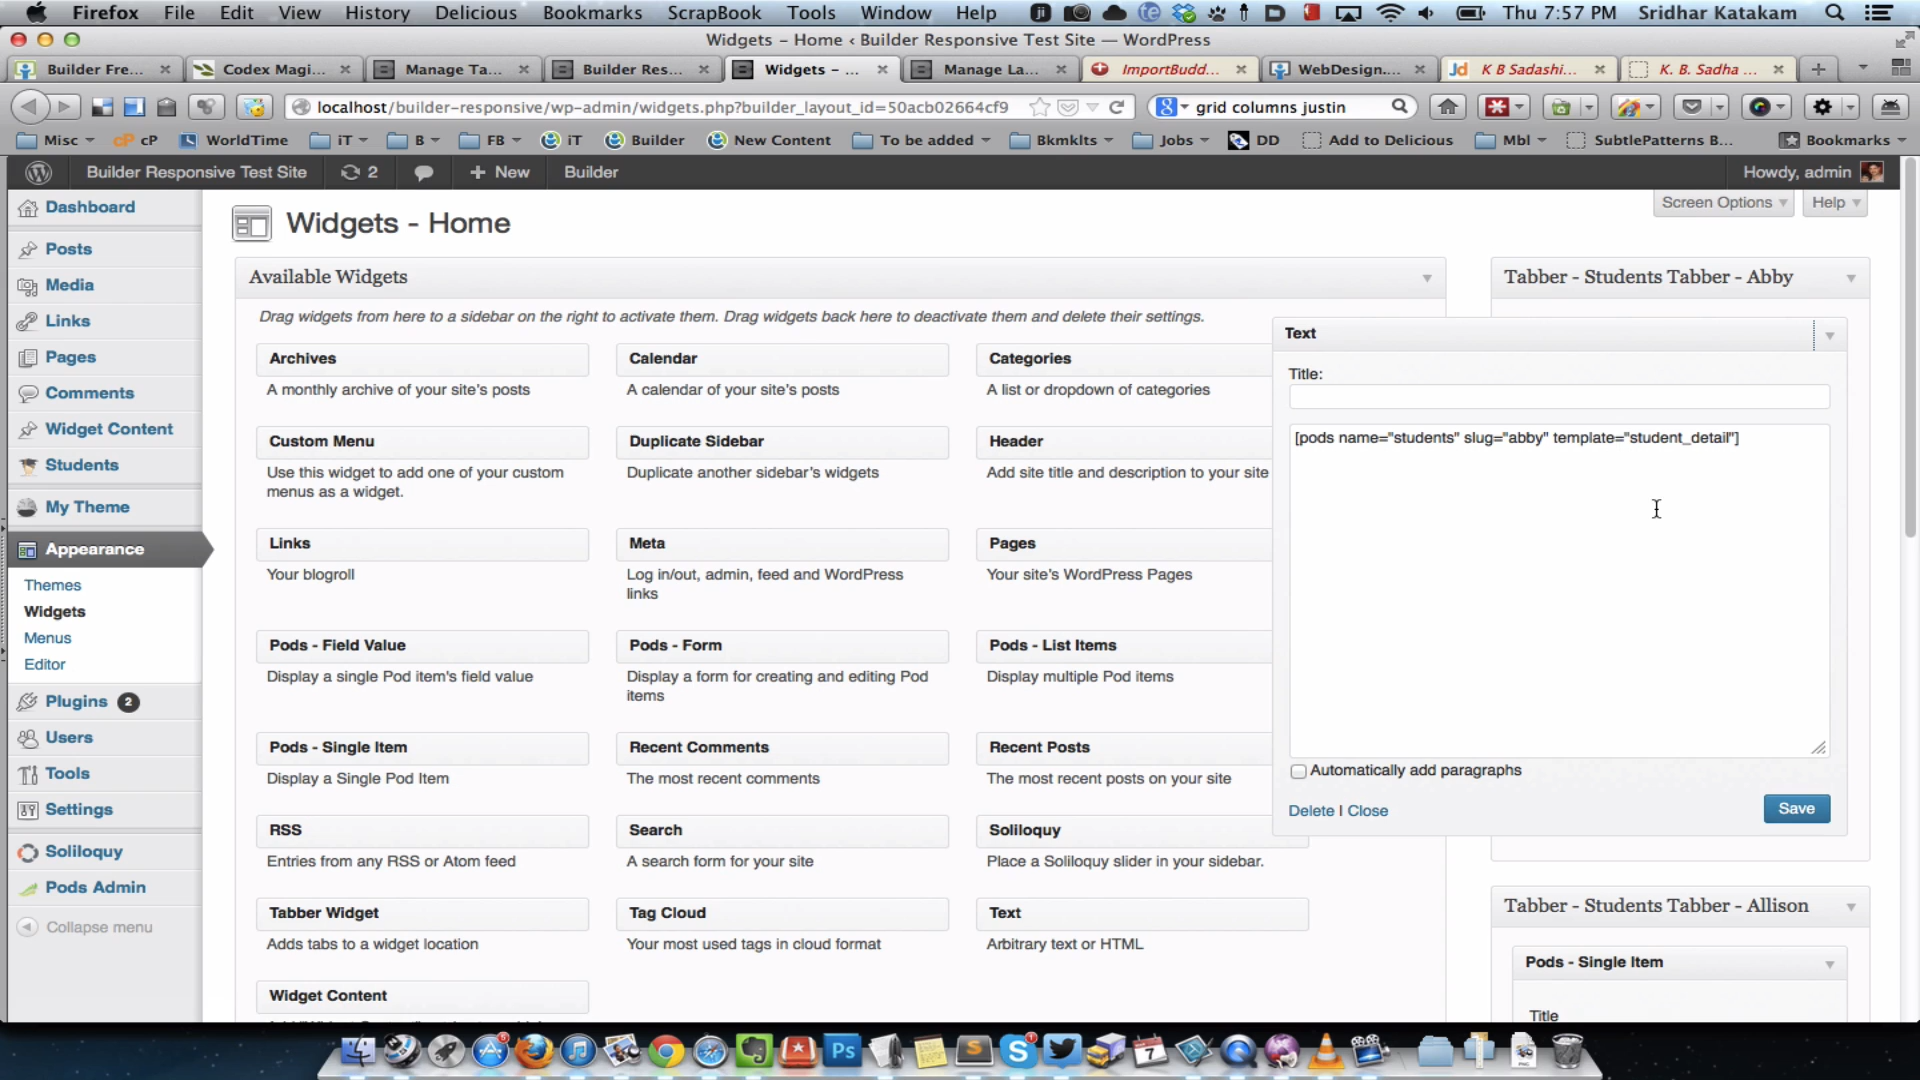 Firefox File Edit View History Delicious Bookmarks ScrapBook Tools Window Help Thu 7:57 PM Sridhar Katakam
Widgets – Home ‹ Builder Responsive Test Site — WordPress
Builder Fre... Codex Magi... Manage Ta... Builder Res... Widgets – ... Manage La... ImportBudd... WebDesign.... K B Sadashi... K. B. Sadha ...
localhost/builder-responsive/wp-admin/widgets.php?builder_layout_id=50acb02664cf9 grid columns justin
Misc cP WorldTime iT B FB iT Builder New Content To be added Bkmklts Jobs DD Add to Delicious Mbl SubtlePatterns B... Bookmarks
Builder Responsive Test Site 2 + New Builder Howdy, admin
Screen Options Help
Dashboard
Posts
Media
Links
Pages
Comments
Widget Content
Students
My Theme
Appearance
Themes
Widgets
Menus
Editor
Plugins 2
Users
Tools
Settings
Soliloquy
Pods Admin
Collapse menu
Widgets - Home
Available Widgets
Drag widgets from here to a sidebar on the right to activate them. Drag widgets back here to deactivate them and delete their settings.
Archives
A monthly archive of your site's posts
Calendar
A calendar of your site's posts
Categories
A list or dropdown of categories
Custom Menu
Use this widget to add one of your custom
menus as a widget.
Duplicate Sidebar
Duplicate another sidebar's widgets
Header
Add site title and description to your site
Links
Your blogroll
Meta
Log in/out, admin, feed and WordPress
links
Pages
Your site's WordPress Pages
Pods - Field Value
Display a single Pod item's field value
Pods - Form
Display a form for creating and editing Pod
items
Pods - List Items
Display multiple Pod items
Pods - Single Item
Display a Single Pod Item
Recent Comments
The most recent comments
Recent Posts
The most recent posts on your site
RSS
Entries from any RSS or Atom feed
Search
A search form for your site
Soliloquy
Place a Soliloquy slider in your sidebar.
Tabber Widget
Adds tabs to a widget location
Tag Cloud
Your most used tags in cloud format
Text
Arbitrary text or HTML
Widget Content
Tabber - Students Tabber - Abby
Text
Title:
[pods name="students" slug="abby" template="student_detail"]
Automatically add paragraphs
Delete | Close
Save
Tabber - Students Tabber - Allison
Pods - Single Item
Title